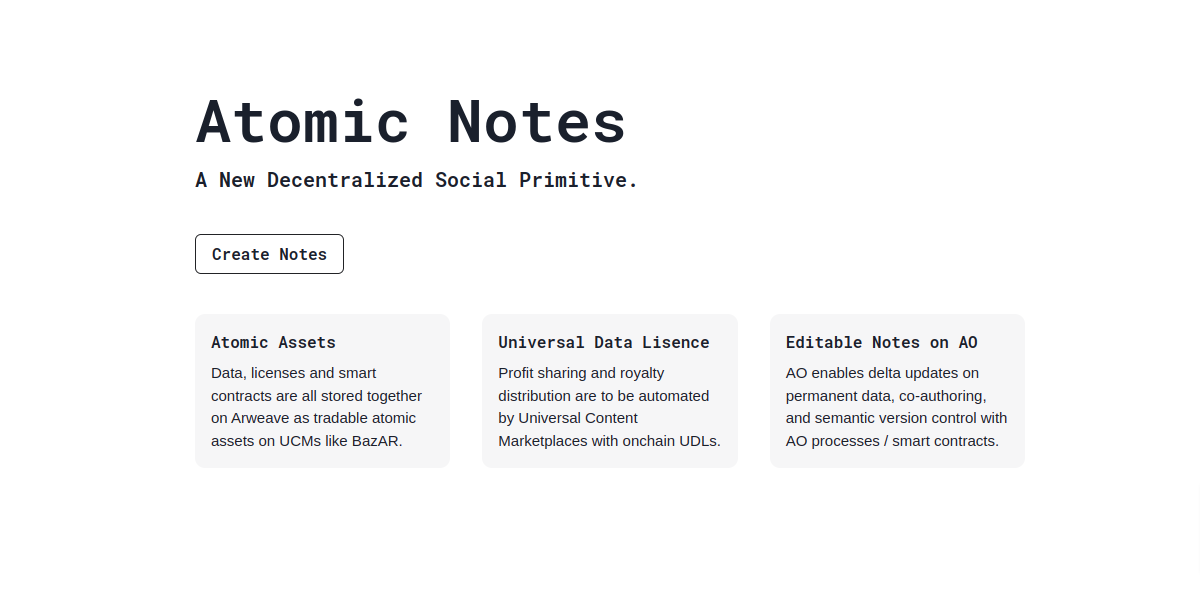 Atomic Notes
A New Decentralized Social Primitive.
Create Notes
Atomic Assets
Data, licenses and smart
contracts are all stored together
on Arweave as tradable atomic
assets on UCMs like BazAR.
Universal Data Lisence
Profit sharing and royalty
distribution are to be automated
by Universal Content
Marketplaces with onchain UDLs.
Editable Notes on AO
AO enables delta updates on
permanent data, co-authoring,
and semantic version control with
AO processes / smart contracts.